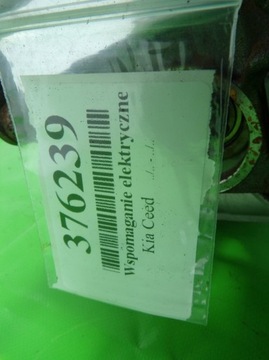 376239
Wspomaganie elektryczne
Kia Ceed ../.. - ../..